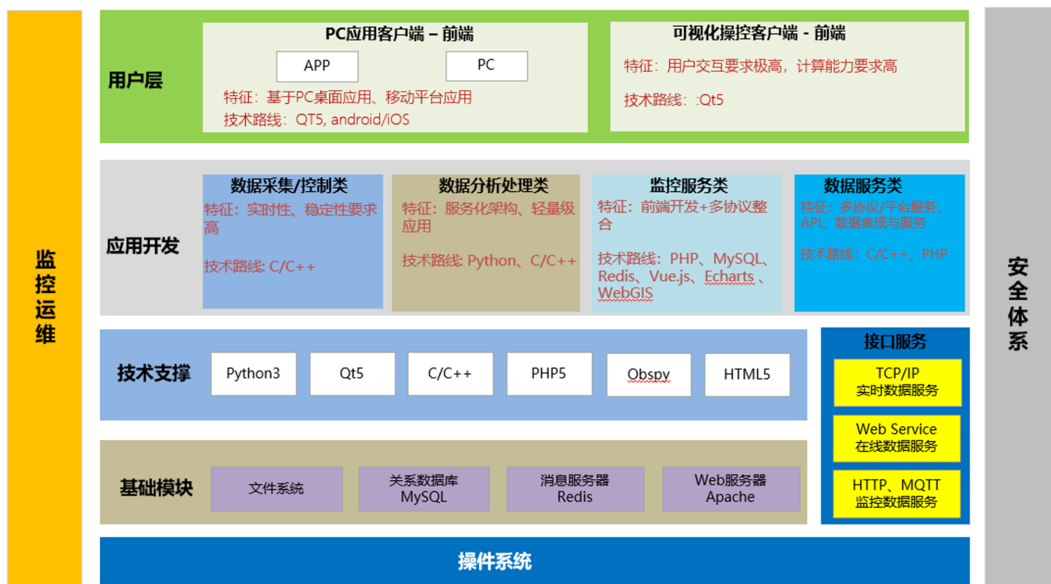 监控运维
用户层
PC应用客户端 – 前端
APP
PC
特征：基于PC桌面应用、移动平台应用
技术路线：QT5, android/iOS
可视化操控客户端 - 前端
特征：用户交互要求极高，计算能力要求高
技术路线：:Qt5
应用开发
数据采集/控制类
特征：实时性、稳定性要求
高
技术路线: C/C++
数据分析处理类
特征：服务化架构、轻量级
应用
技术路线: Python、C/C++
监控服务类
特征：前端开发+多协议整
合
技术路线：PHP、MySQL、
Redis、Vue.js、Echarts 、
WebGIS
数据服务类
特征：多协议/平台服务、
API、数据集成与服务
技术路线：C/C++、PHP
技术支撑
Python3
Qt5
C/C++
PHP5
Obspy
HTML5
接口服务
TCP/IP
实时数据服务
Web Service
在线数据服务
HTTP、MQTT
监控数据服务
基础模块
文件系统
关系数据库
MySQL
消息服务器
Redis
Web服务器
Apache
操件系统
安全体系